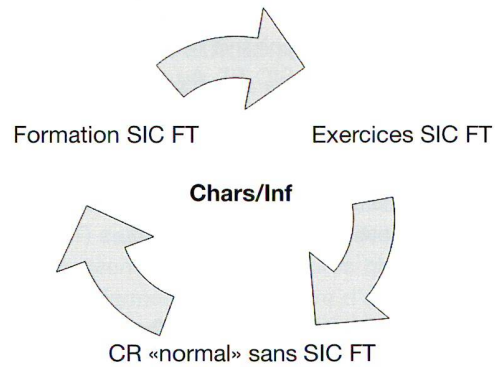 Formation SIC FT
Exercices SIC FT
Chars/Inf
CR «normal» sans SIC FT